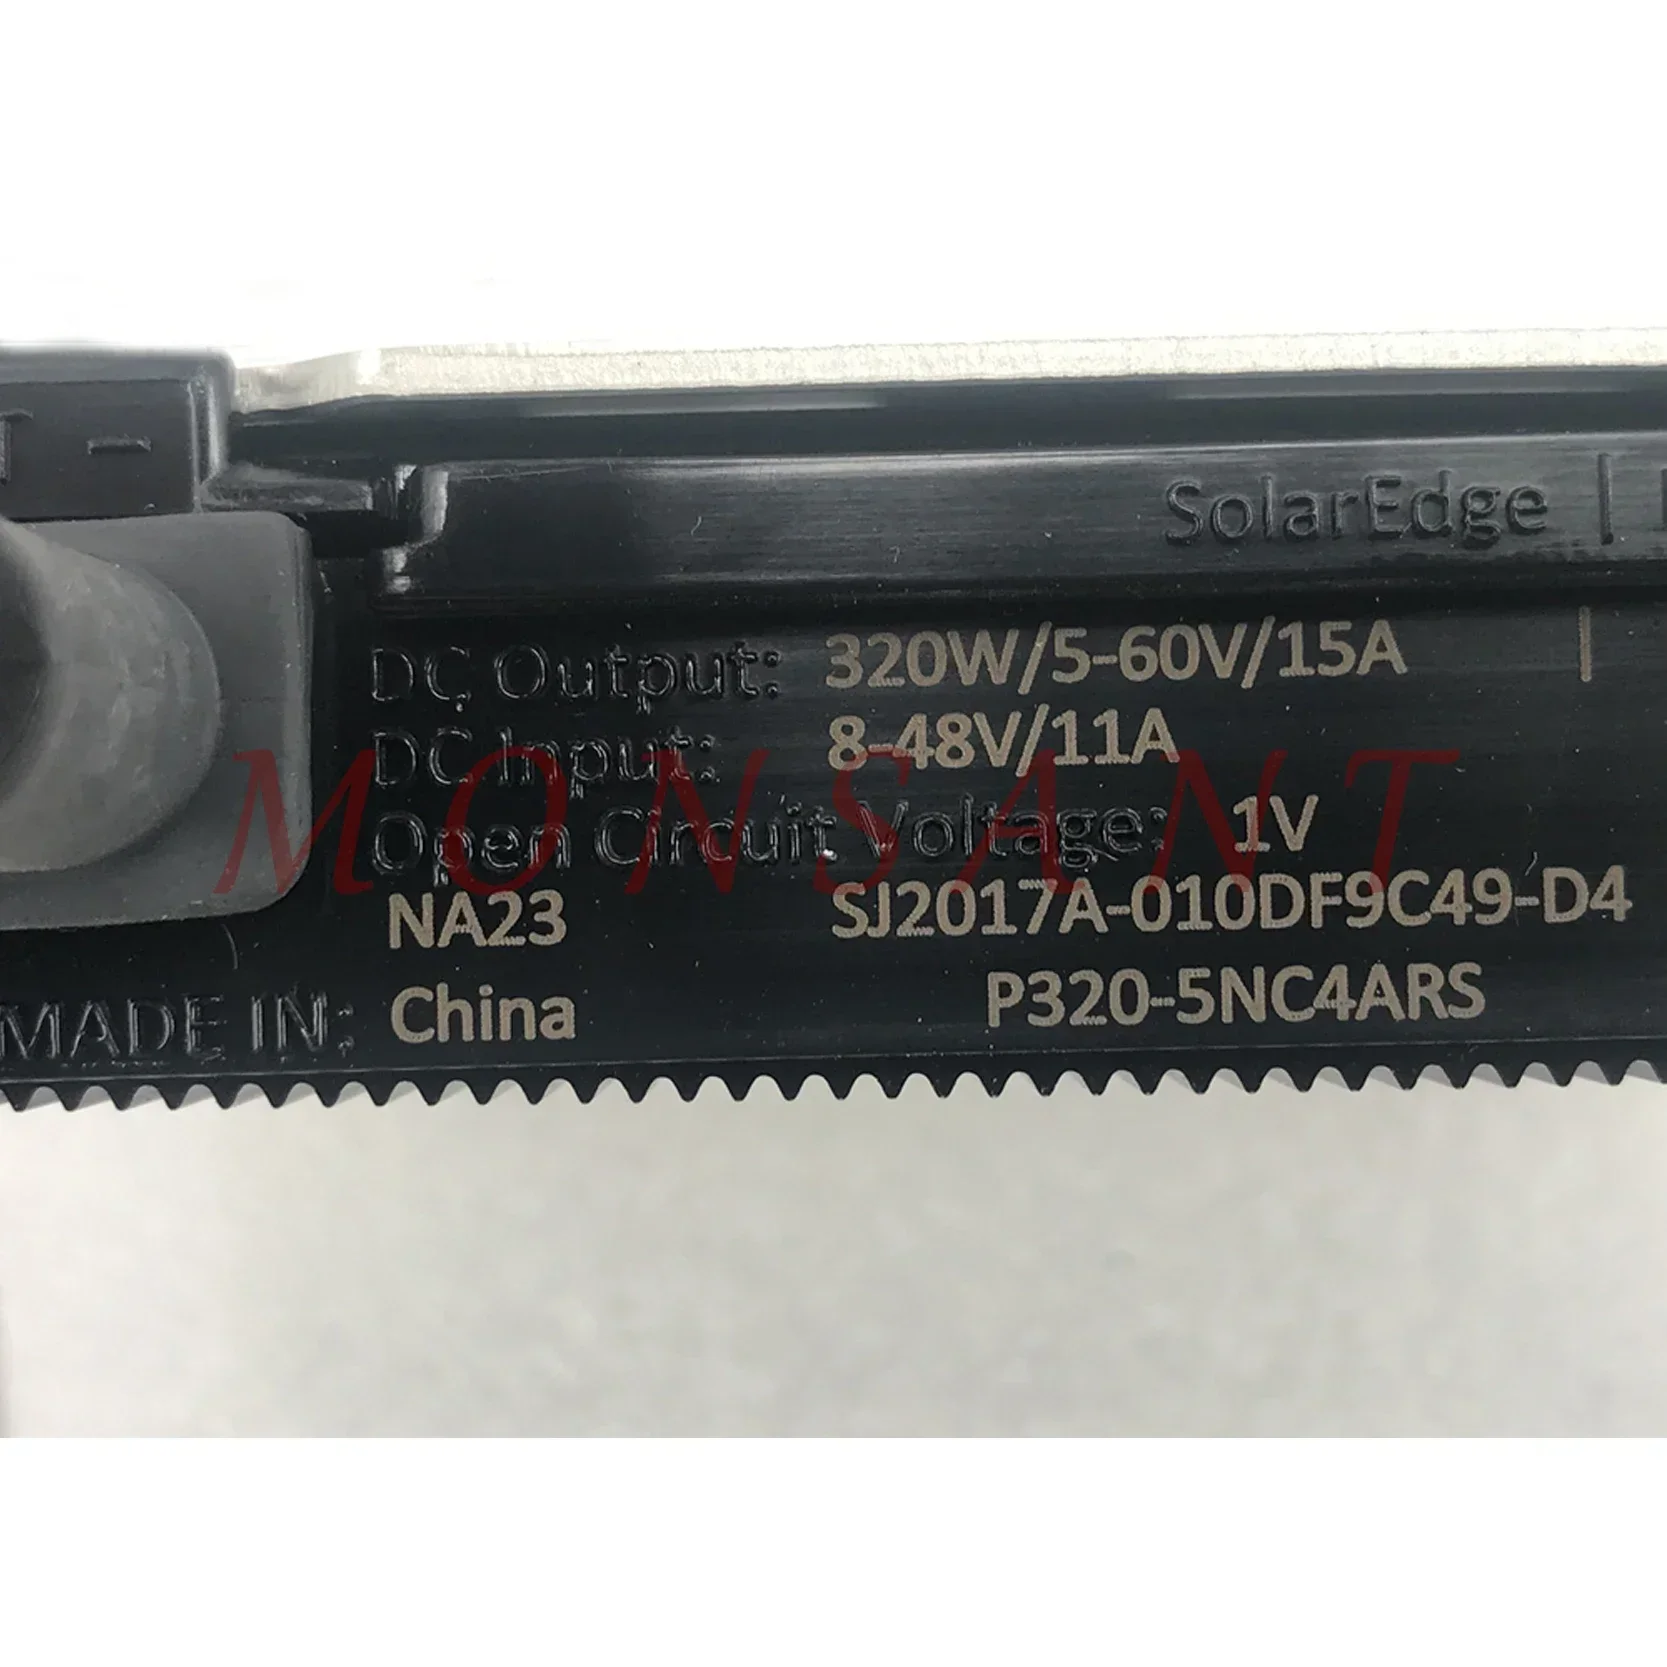 SolarEdge |
DC Output: 320W/5-60V/15A |
DC Input: 8-48V/11A
MONSANT
Open Circuit Voltage: 1V
NA23 SJ2017A-010DF9C49-D4
MADE IN: China P320-5NC4ARS